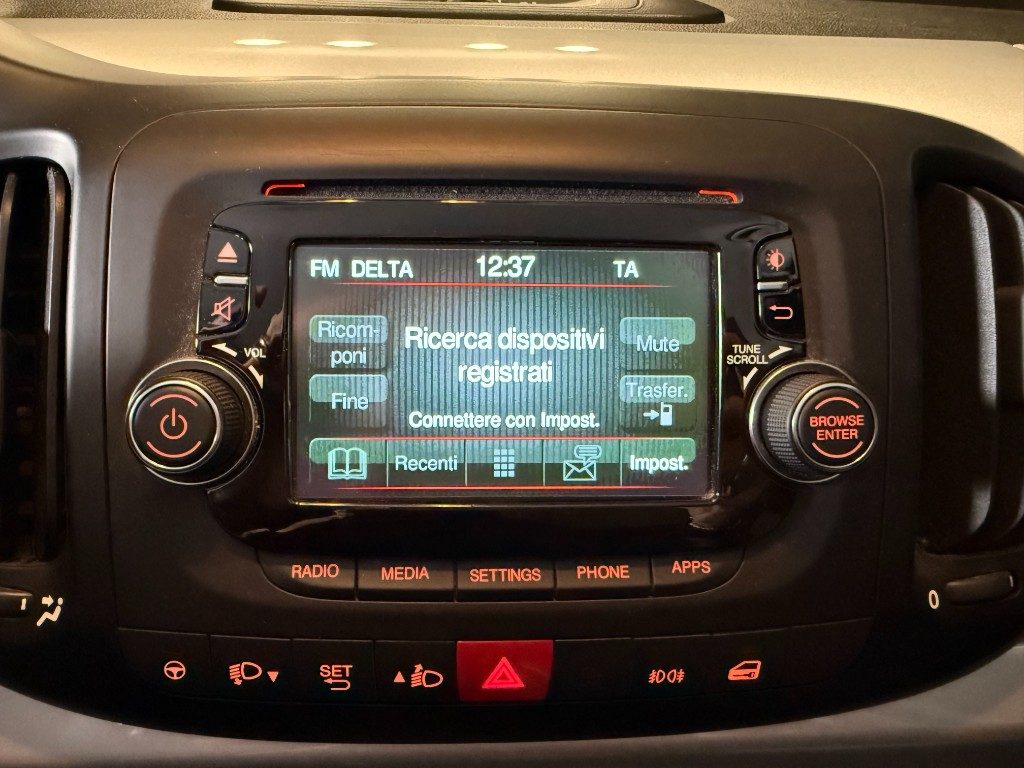 FM DELTA 12:37 TA
Ricom-
poni
Ricerca dispositivi
registrati
Mute
Fine
Trasfer.
Connettere con Impost.
Recenti
Impost.
VOL
TUNE
SCROLL
BROWSE
ENTER
RADIO MEDIA SETTINGS PHONE APPS
0
SET